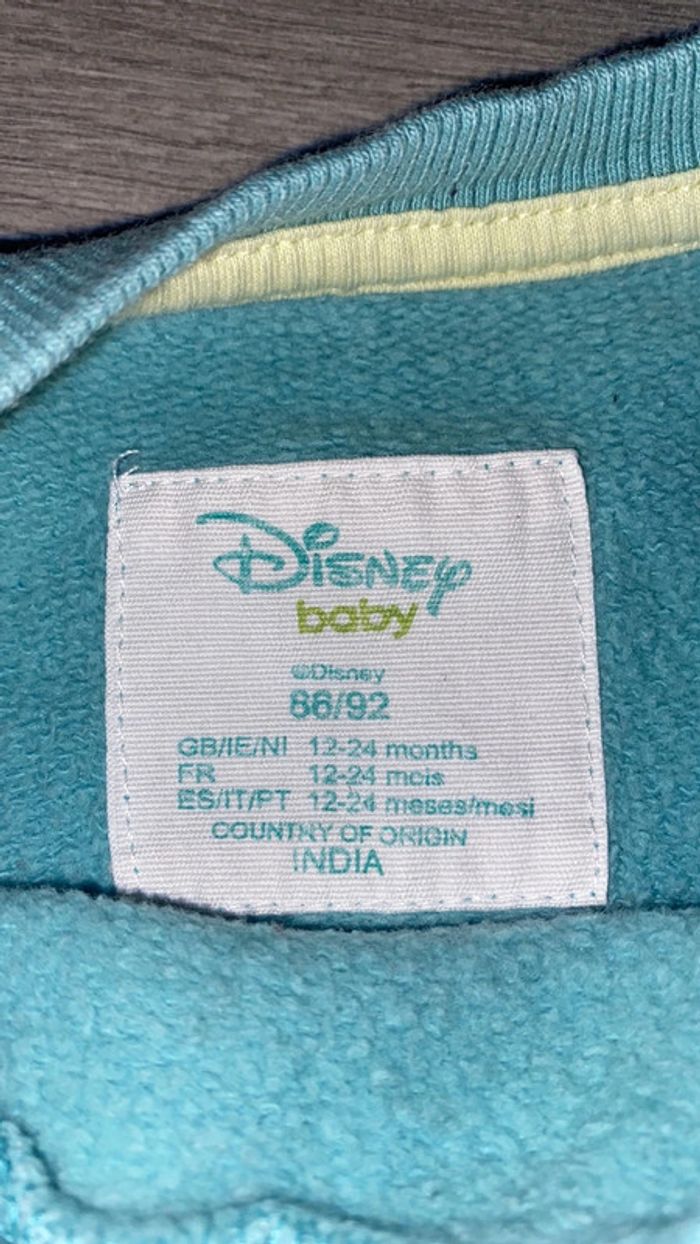 Disney
baby
©Disney
86/92
GB/IE/NI 12-24 months
FR 12-24 mois
ES/IT/PT 12-24 meses/mesi
COUNTRY OF ORIGIN
INDIA